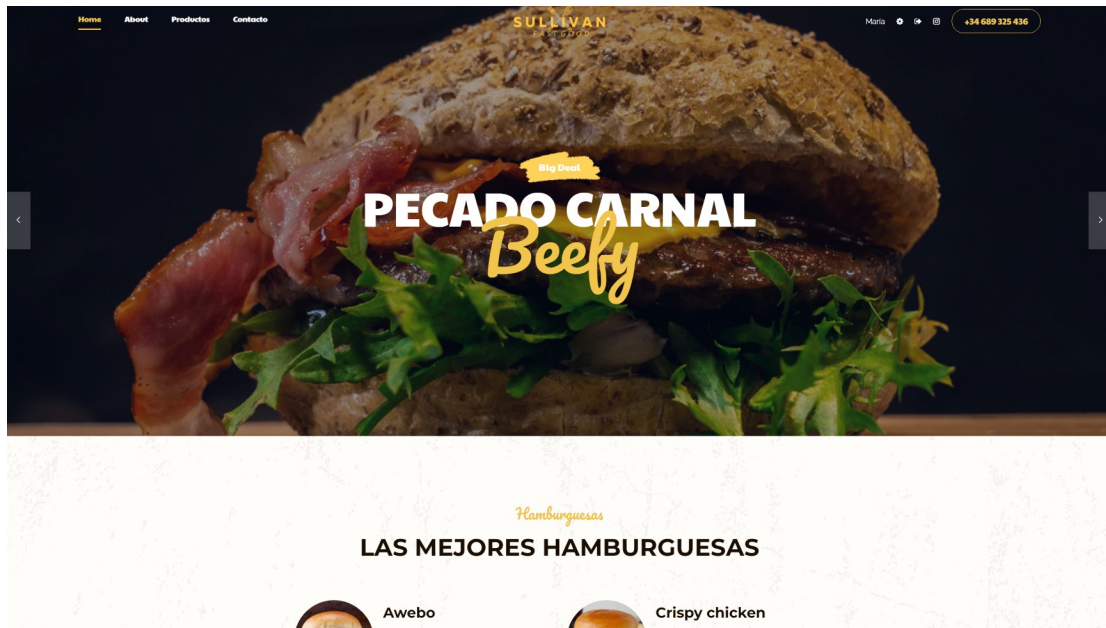 Home About Productos Contacto
SULLIVAN
FAST GOOD
María
+34 689 325 436
Big Deal
PECADO CARNAL
Beefy
Hamburguesas
LAS MEJORES HAMBURGUESAS
Awebo
Crispy chicken